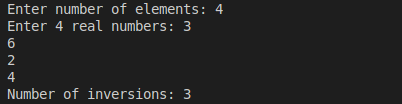 Enter number of elements: 4
Enter 4 real numbers: 3
6
2
4
Number of inversions: 3